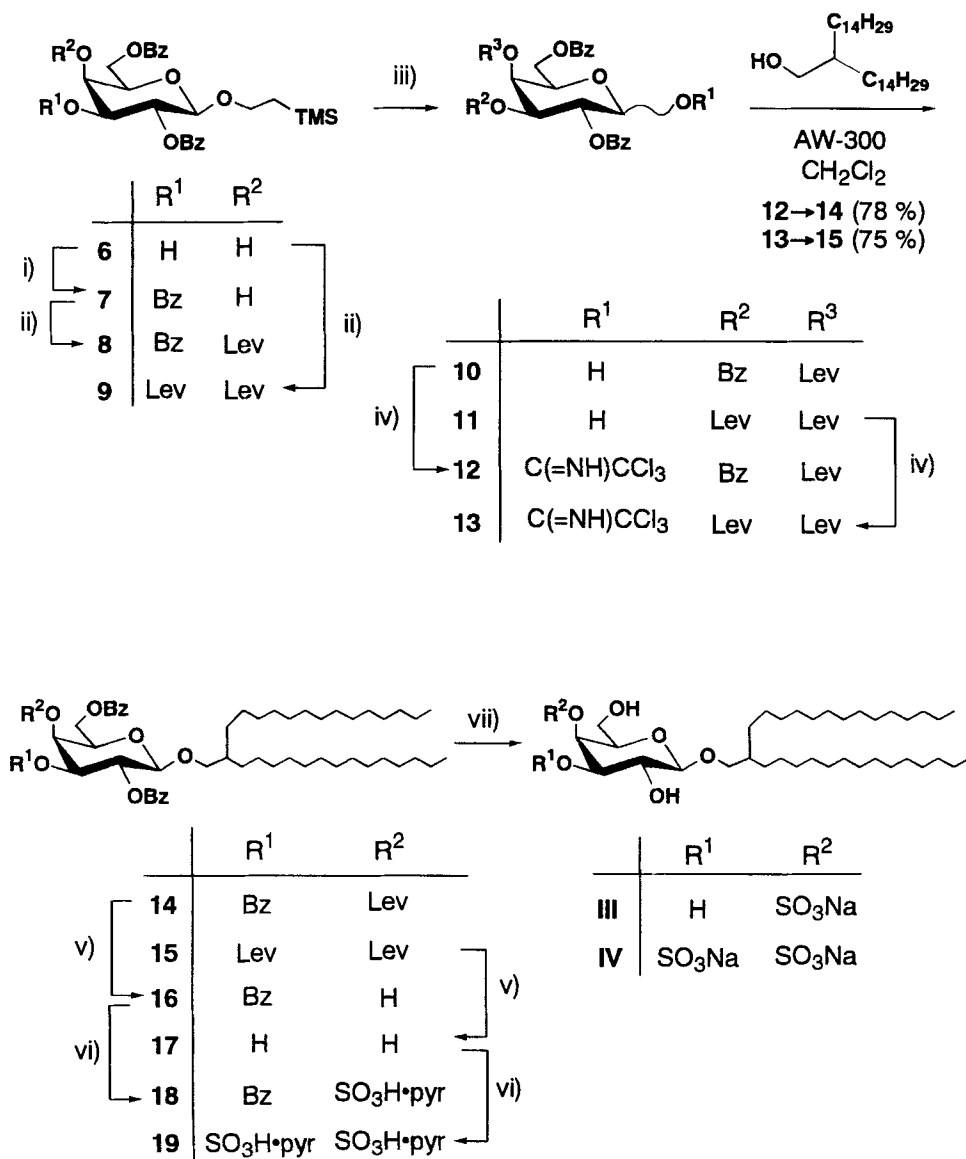 R²O OBz
O
R¹O O TMS
OBz
iii)
R³O OBz
O
R²O OR¹
OBz
C₁₄H₂₉
HO
C₁₄H₂₉
AW-300
CH₂Cl₂
12→14 (78 %)
13→15 (75 %)
R¹ R²
6 H H
i)
7 Bz H
ii) ii)
8 Bz Lev
9 Lev Lev
R¹ R² R³
10 H Bz Lev
iv)
11 H Lev Lev
12 C(=NH)CCl₃ Bz Lev
iv)
13 C(=NH)CCl₃ Lev Lev
R²O OBz
O
R¹O O
OBz
vii)
R²O OH
O
R¹O O
OH
R¹ R²
14 Bz Lev
v)
15 Lev Lev
16 Bz H
v)
17 H H
vi)
18 Bz SO₃H•pyr
vi)
19 SO₃H•pyr SO₃H•pyr
R¹ R²
III H SO₃Na
IV SO₃Na SO₃Na